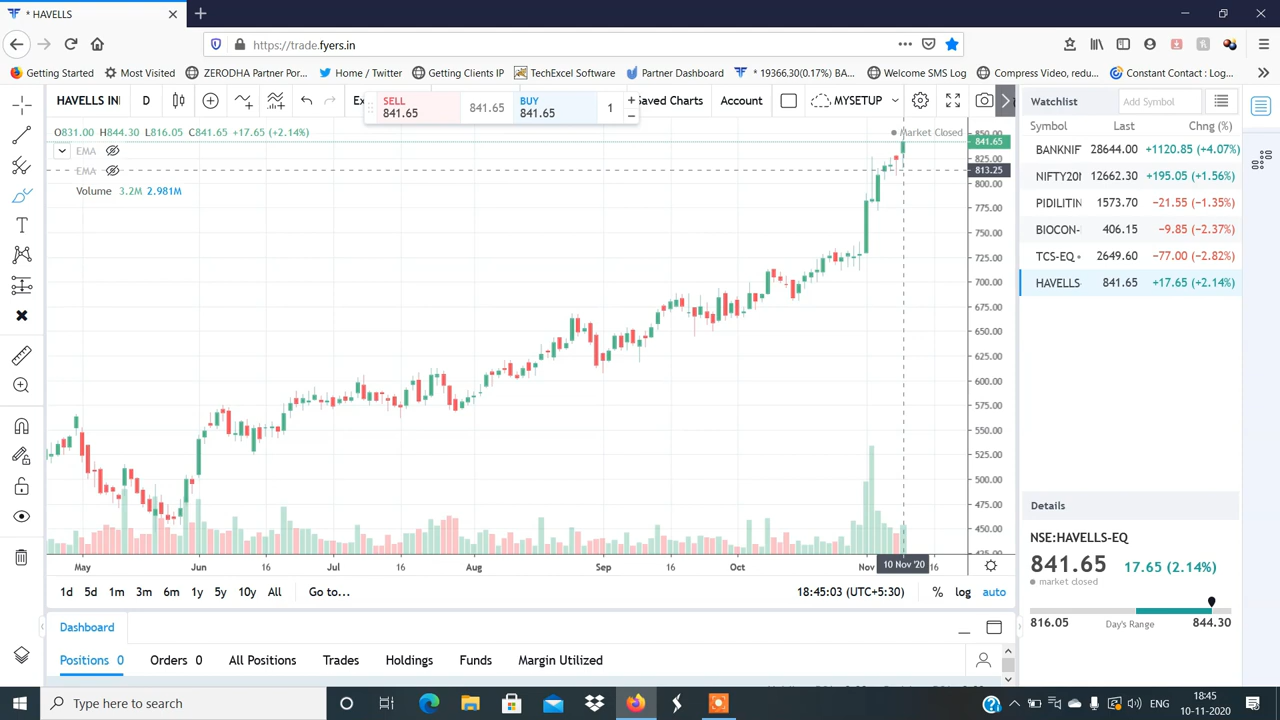 * HAVELLS
https://trade.fyers.in
Getting Started Most Visited ZERODHA Partner Por... Home / Twitter Getting Clients IP TechExcel Software Partner Dashboard * 19366.30(0.17%) BA... Welcome SMS Log Compress Video, redu... Constant Contact : Log...
HAVELLS INI D Ex SELL 841.65 841.65 BUY 841.65 1 Saved Charts Account MYSETUP
O831.00 H844.30 L816.05 C841.65 +17.65 (+2.14%)
Market Closed
EMA
EMA
Volume 3.2M 2.981M
850.00
841.65
825.00
813.25
800.00
775.00
750.00
725.00
700.00
675.00
650.00
625.00
600.00
575.00
550.00
525.00
500.00
475.00
450.00
425.00
May Jun 16 Jul 16 Aug Sep 16 Oct Nov 10 Nov '20 16
1d 5d 1m 3m 6m 1y 5y 10y All Go to... 18:45:03 (UTC+5:30) % log auto
Dashboard
Positions 0 Orders 0 All Positions Trades Holdings Funds Margin Utilized
Watchlist Add Symbol
Symbol Last Chng (%)
BANKNIF 28644.00 +1120.85 (+4.07%)
NIFTY20N 12662.30 +195.05 (+1.56%)
PIDILITIN 1573.70 −21.55 (−1.35%)
BIOCON- 406.15 −9.85 (−2.37%)
TCS-EQ 2649.60 −77.00 (−2.82%)
HAVELLS 841.65 +17.65 (+2.14%)
Details
NSE:HAVELLS-EQ
841.65 17.65 (2.14%)
market closed
816.05 Day's Range 844.30
Type here to search
ENG
18:45
10-11-2020